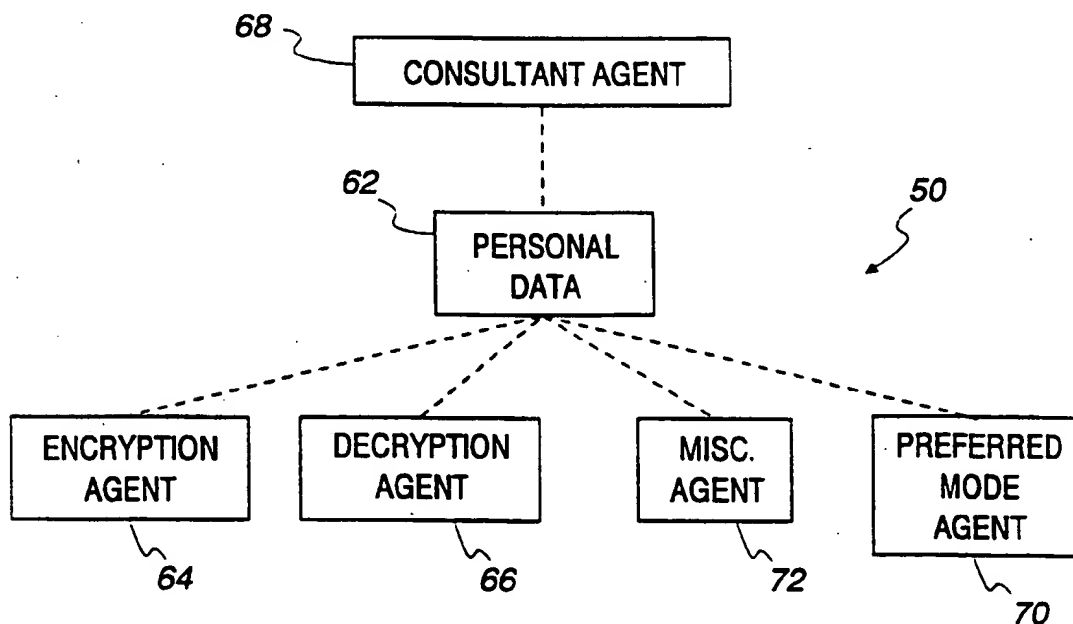 68
CONSULTANT AGENT
62
50
PERSONAL
DATA
ENCRYPTION
AGENT
DECRYPTION
AGENT
MISC.
AGENT
PREFERRED
MODE
AGENT
64
66
72
70